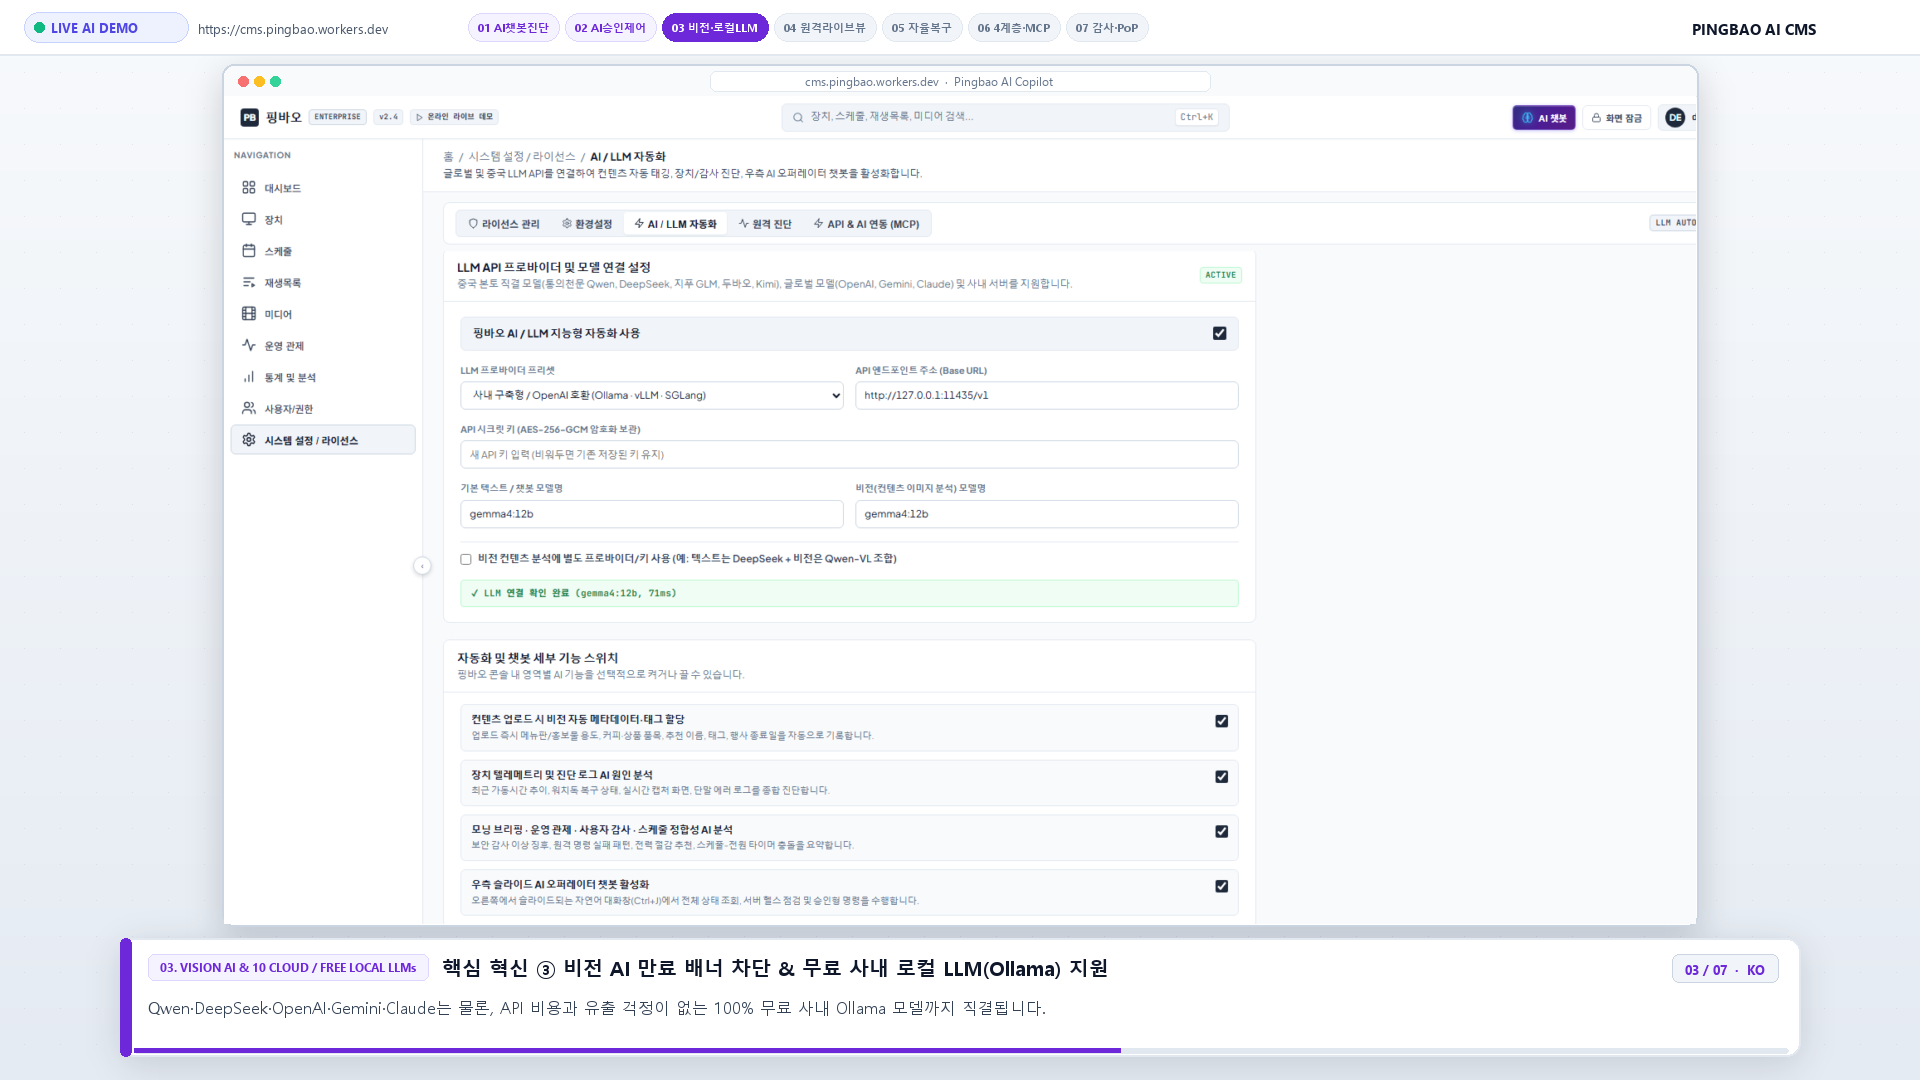 LIVE AI DEMO
https://cms.pingbao.workers.dev
01 AI챗봇진단
02 AI승인제어
03 비전·로컬LLM
04 원격라이브뷰
05 자율복구
06 4계층·MCP
07 감사·PoP
PINGBAO AI CMS
cms.pingbao.workers.dev · Pingbao AI Copilot
PB 핑바오 ENTERPRISE v2.4 온라인 라이브 데모
장치, 스케줄, 재생목록, 미디어 검색... Ctrl+K
AI 챗봇
화면 잠금
DE
NAVIGATION
대시보드
장치
스케줄
재생목록
미디어
운영 관제
통계 및 분석
사용자/권한
시스템 설정 / 라이선스
홈 / 시스템 설정 / 라이선스 / AI / LLM 자동화
글로벌 및 중국 LLM API를 연결하여 컨텐츠 자동 태깅, 장치/감사 진단, 우측 AI 오퍼레이터 챗봇을 활성화합니다.
라이선스 관리
환경설정
AI / LLM 자동화
원격 진단
API & AI 연동 (MCP)
LLM AUTO
LLM API 프로바이더 및 모델 연결 설정
중국 본토 직결 모델(통의천문 Qwen, DeepSeek, 지푸 GLM, 두바오, Kimi), 글로벌 모델(OpenAI, Gemini, Claude) 및 사내 서버를 지원합니다.
ACTIVE
핑바오 AI / LLM 지능형 자동화 사용
LLM 프로바이더 프리셋
사내 구축형 / OpenAI 호환 (Ollama · vLLM · SGLang)
API 엔드포인트 주소 (Base URL)
http://127.0.0.1:11435/v1
API 시크릿 키 (AES-256-GCM 암호화 보관)
새 API 키 입력 (비워두면 기존 저장된 키 유지)
기본 텍스트 / 챗봇 모델명
gemma4:12b
비전(컨텐츠 이미지 분석) 모델명
gemma4:12b
비전 컨텐츠 분석에 별도 프로바이더/키 사용 (예: 텍스트는 DeepSeek + 비전은 Qwen-VL 조합)
✓ LLM 연결 확인 완료 (gemma4:12b, 71ms)
자동화 및 챗봇 세부 기능 스위치
핑바오 콘솔 내 영역별 AI 기능을 선택적으로 켜거나 끌 수 있습니다.
컨텐츠 업로드 시 비전 자동 메타데이터·태그 할당
업로드 즉시 메뉴판/홍보물 용도, 커피·상품 품목, 추천 이름, 태그, 행사 종료일을 자동으로 기록합니다.
장치 텔레메트리 및 진단 로그 AI 원인 분석
최근 가동시간 추이, 워치독 복구 상태, 실시간 캡처 화면, 단말 에러 로그를 종합 진단합니다.
모닝 브리핑 · 운영 관제 · 사용자 감사 · 스케줄 정합성 AI 분석
보안 감사 이상 징후, 원격 명령 실패 패턴, 전력 절감 추천, 스케줄-전원 타이머 충돌을 요약합니다.
우측 슬라이드 AI 오퍼레이터 챗봇 활성화
오른쪽에서 슬라이드되는 자연어 대화창(Ctrl+J)에서 전체 상태 조회, 서버 헬스 점검 및 승인형 명령을 수행합니다.
03. VISION AI & 10 CLOUD / FREE LOCAL LLMs
핵심 혁신 ③ 비전 AI 만료 배너 차단 & 무료 사내 로컬 LLM(Ollama) 지원
03 / 07 · KO
Qwen·DeepSeek·OpenAI·Gemini·Claude는 물론, API 비용과 유출 걱정이 없는 100% 무료 사내 Ollama 모델까지 직결됩니다.